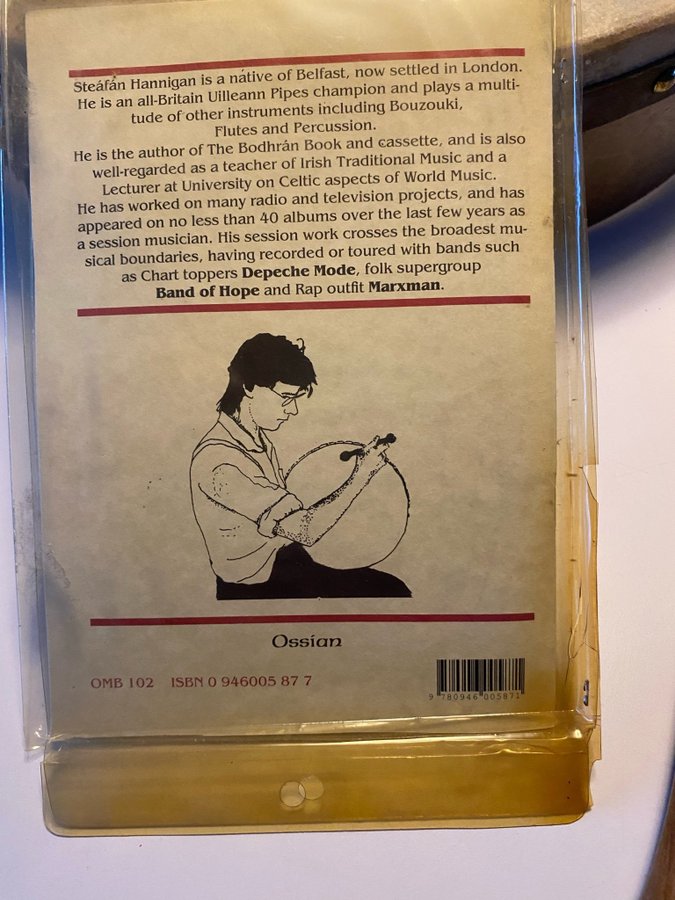 Steáfán Hannigan is a nátive of Belfast, now settled in London.
He is an all-Britain Uilleann Pipes champion and plays a multi-
tude of other instruments including Bouzouki,
Flutes and Percussion.
He is the author of The Bodhrán Book and cassette, and is also
well-regarded as a teacher of Irish Traditional Music and a
Lecturer at University on Celtic aspects of World Music.
He has worked on many radio and television projects, and has
appeared on no less than 40 albums over the last few years as
a session musician. His session work crosses the broadest mu-
sical boundaries, having recorded or toured with bands such
as Chart toppers Depeche Mode, folk supergroup
Band of Hope and Rap outfit Marxman.
Ossian
OMB 102 ISBN 0 946005 87 7
9 780946 005871